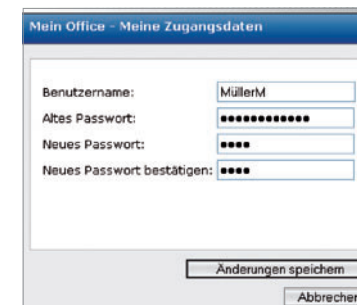 Mein Office - Meine Zugangsdaten
Benutzername: MüllerM
Altes Passwort: ●●●●●●●●●●●●
Neues Passwort: ●●●●
Neues Passwort bestätigen: ●●●●
Änderungen speichern
Abbrechen